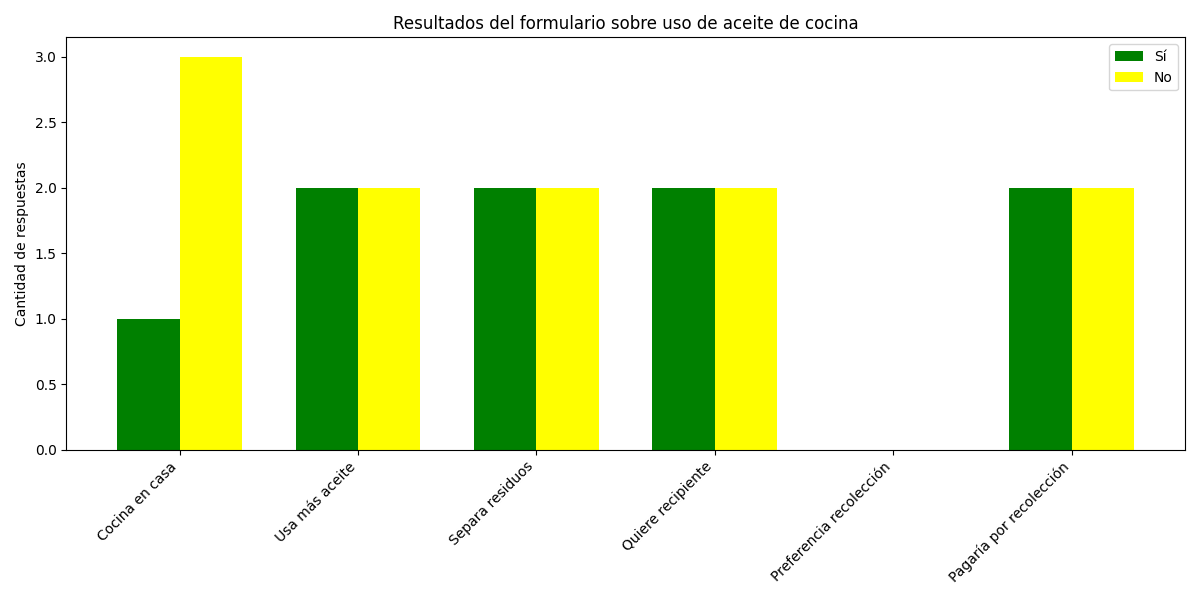 Resultados del formulario sobre uso de aceite de cocina
Sí
No
Cantidad de respuestas
3.0
2.5
2.0
1.5
1.0
0.5
0.0
Cocina en casa
Usa más aceite
Separa residuos
Quiere recipiente
Preferencia recolección
Pagaría por recolección